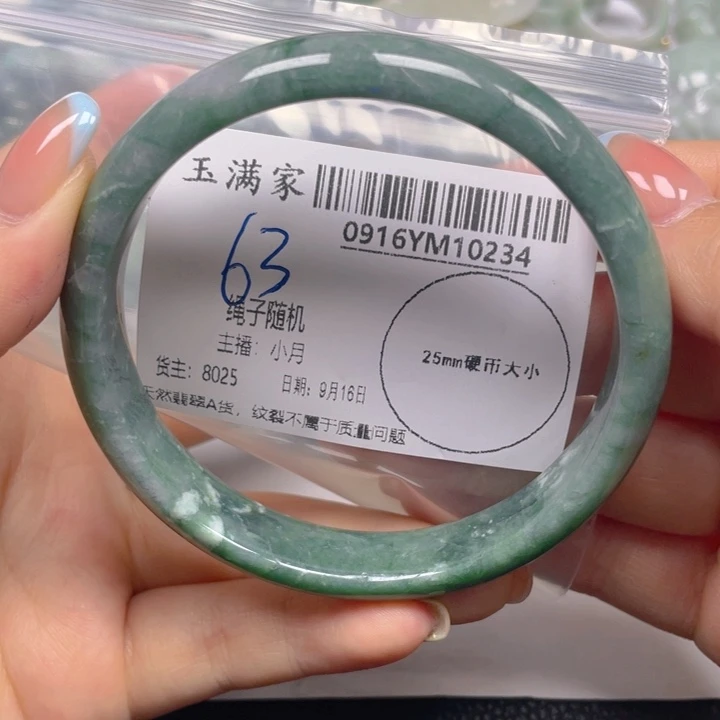 玉满家
0916YM10234
63
绳子随机
主播：小月
25mm硬币大小
货主：8025
日期：9月16日
天然翡翠A货，纹裂不属于质量问题